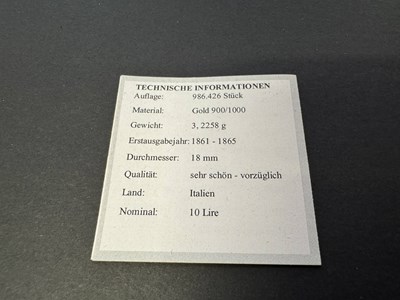 TECHNISCHE INFORMATIONEN
Auflage: 986.426 Stück
Material: Gold 900/1000
Gewicht: 3, 2258 g
Erstausgabejahr: 1861 - 1865
Durchmesser: 18 mm
Qualität: sehr schön - vorzüglich
Land: Italien
Nominal: 10 Lire